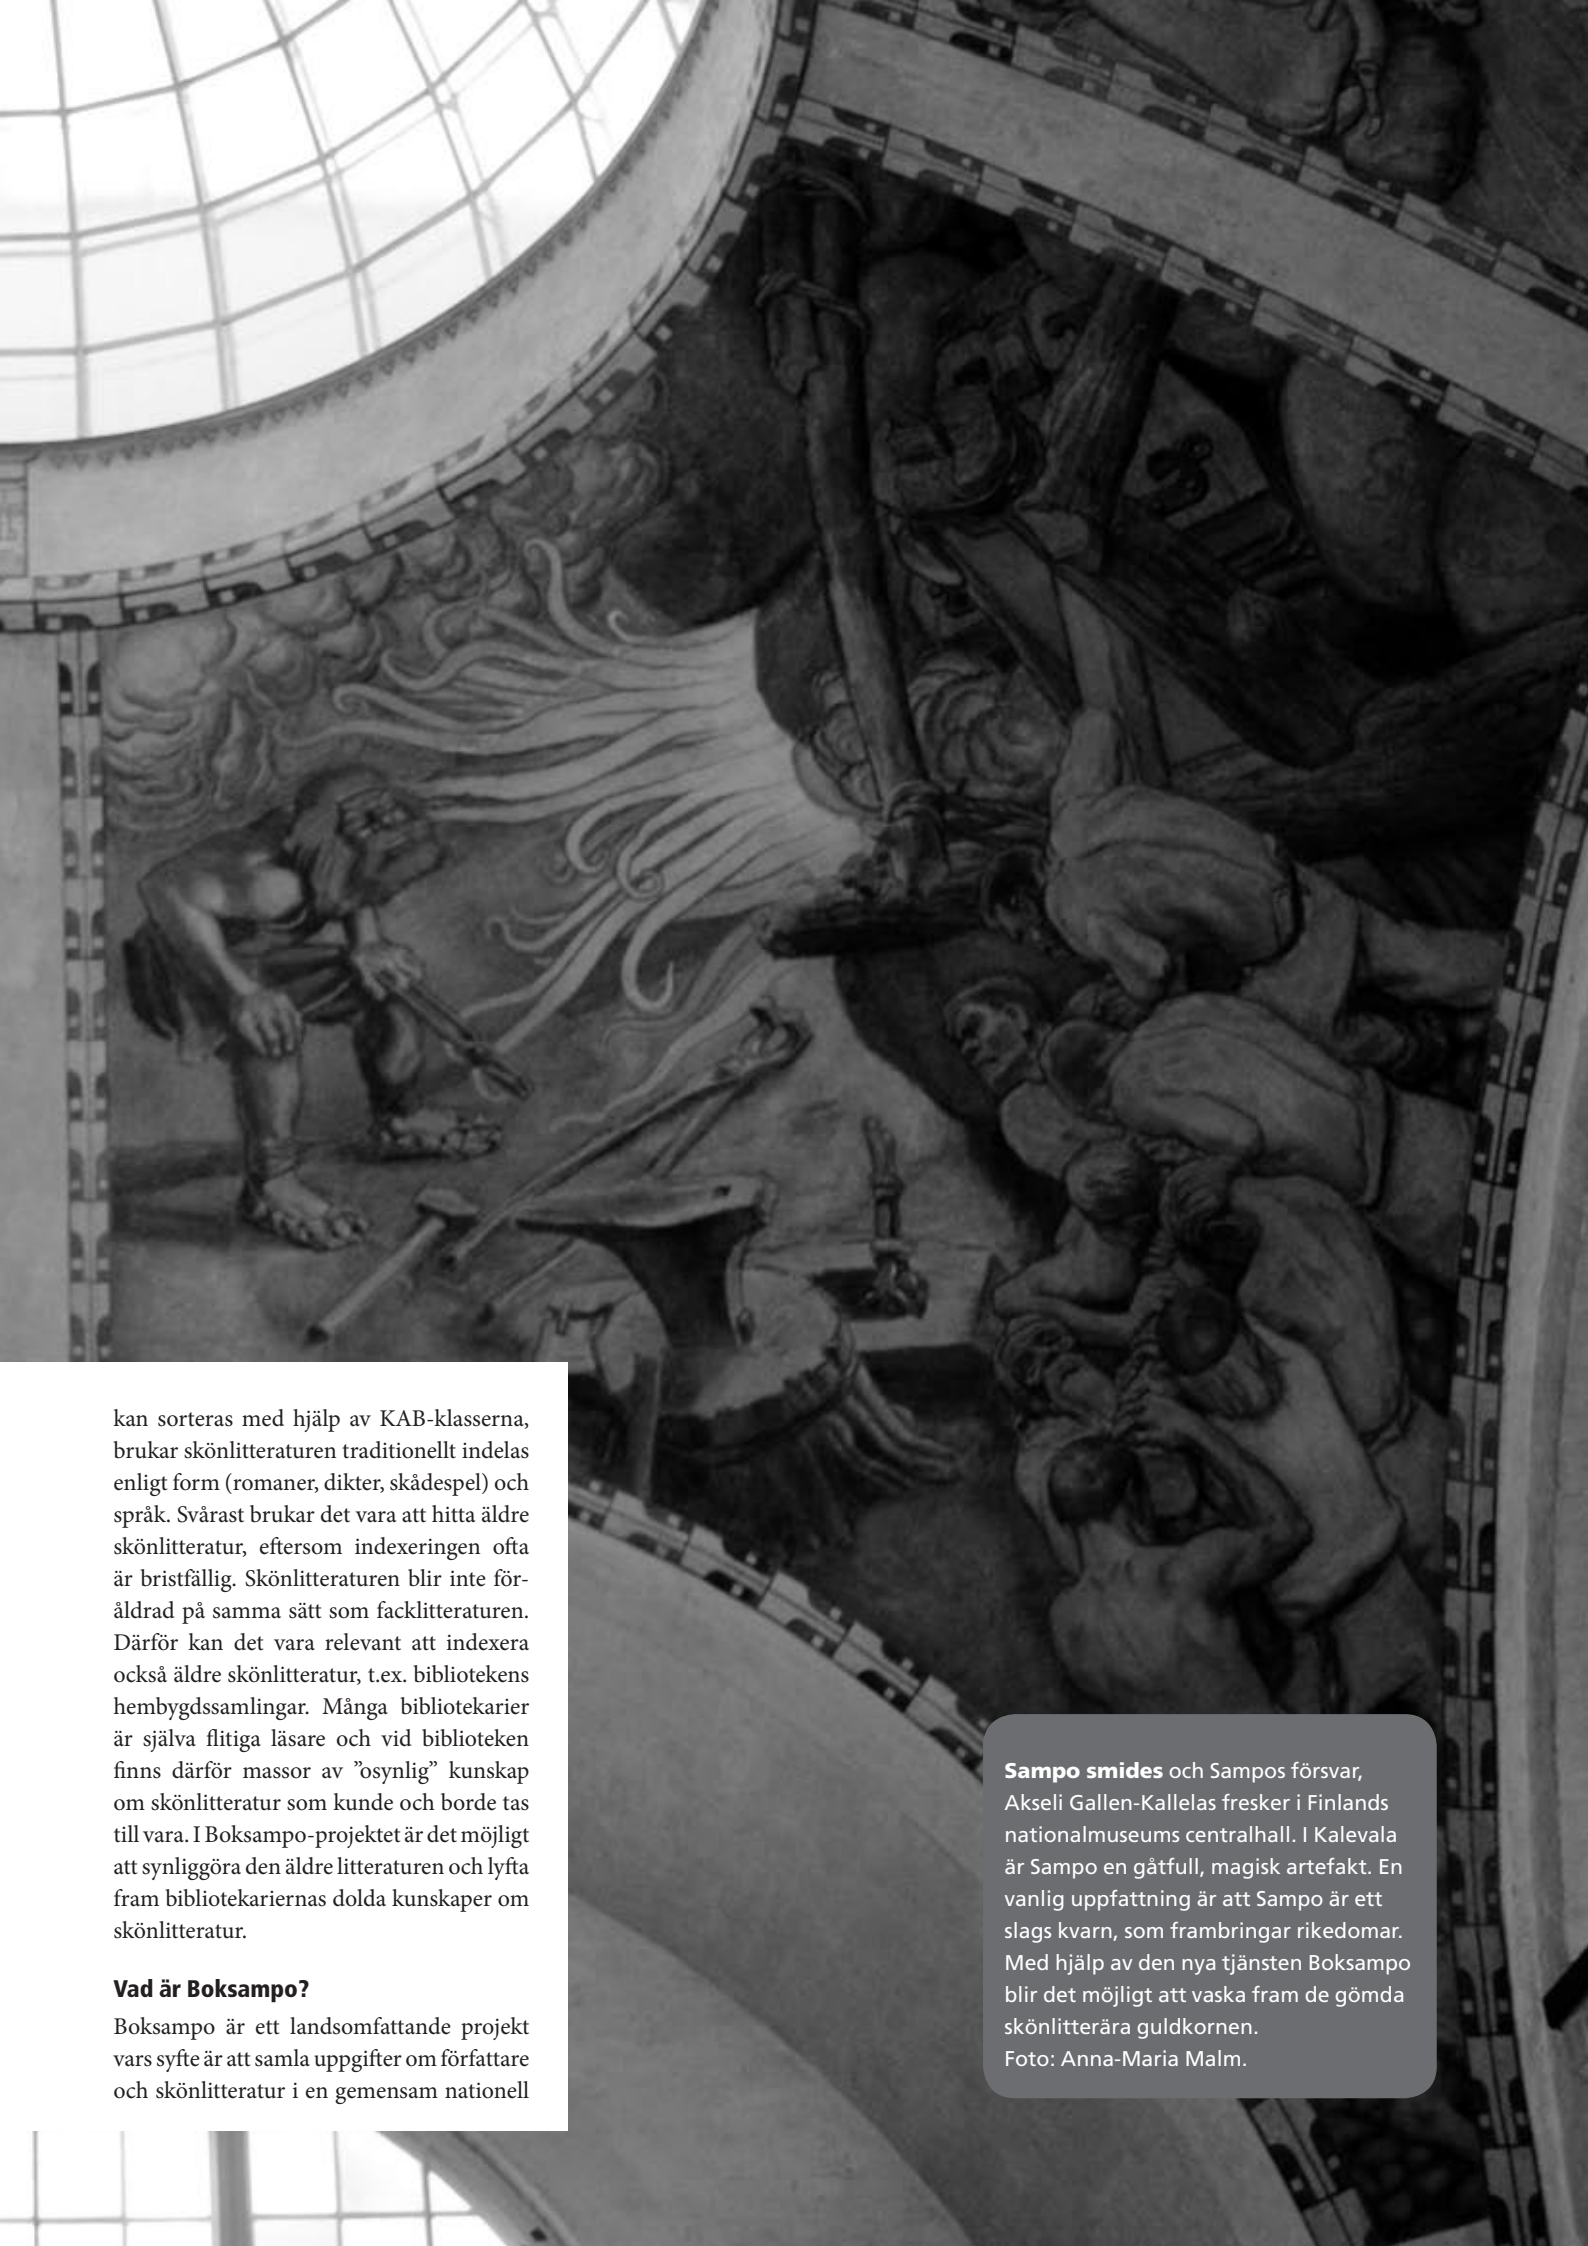 kan sorteras med hjälp av KAB-klasserna,
brukar skönlitteraturen traditionellt indelas
enligt form (romaner, dikter, skådespel) och
språk. Svårast brukar det vara att hitta äldre
skönlitteratur, eftersom indexeringen ofta
är bristfällig. Skönlitteraturen blir inte för-
åldrad på samma sätt som facklitteraturen.
Därför kan det vara relevant att indexera
också äldre skönlitteratur, t.ex. bibliotekens
hembygdssamlingar. Många bibliotekarier
är själva flitiga läsare och vid biblioteken
finns därför massor av ”osynlig” kunskap
om skönlitteratur som kunde och borde tas
till vara. I Boksampo-projektet är det möjligt
att synliggöra den äldre litteraturen och lyfta
fram bibliotekariernas dolda kunskaper om
skönlitteratur.
Vad är Boksampo?
Boksampo är ett landsomfattande projekt
vars syfte är att samla uppgifter om författare
och skönlitteratur i en gemensam nationell
Sampo smides och Sampos försvar,
Akseli Gallen-Kallelas fresker i Finlands
nationalmuseums centralhall. I Kalevala
är Sampo en gåtfull, magisk artefakt. En
vanlig uppfattning är att Sampo är ett
slags kvarn, som frambringar rikedomar.
Med hjälp av den nya tjänsten Boksampo
blir det möjligt att vaska fram de gömda
skönlitterära guldkornen.
Foto: Anna-Maria Malm.